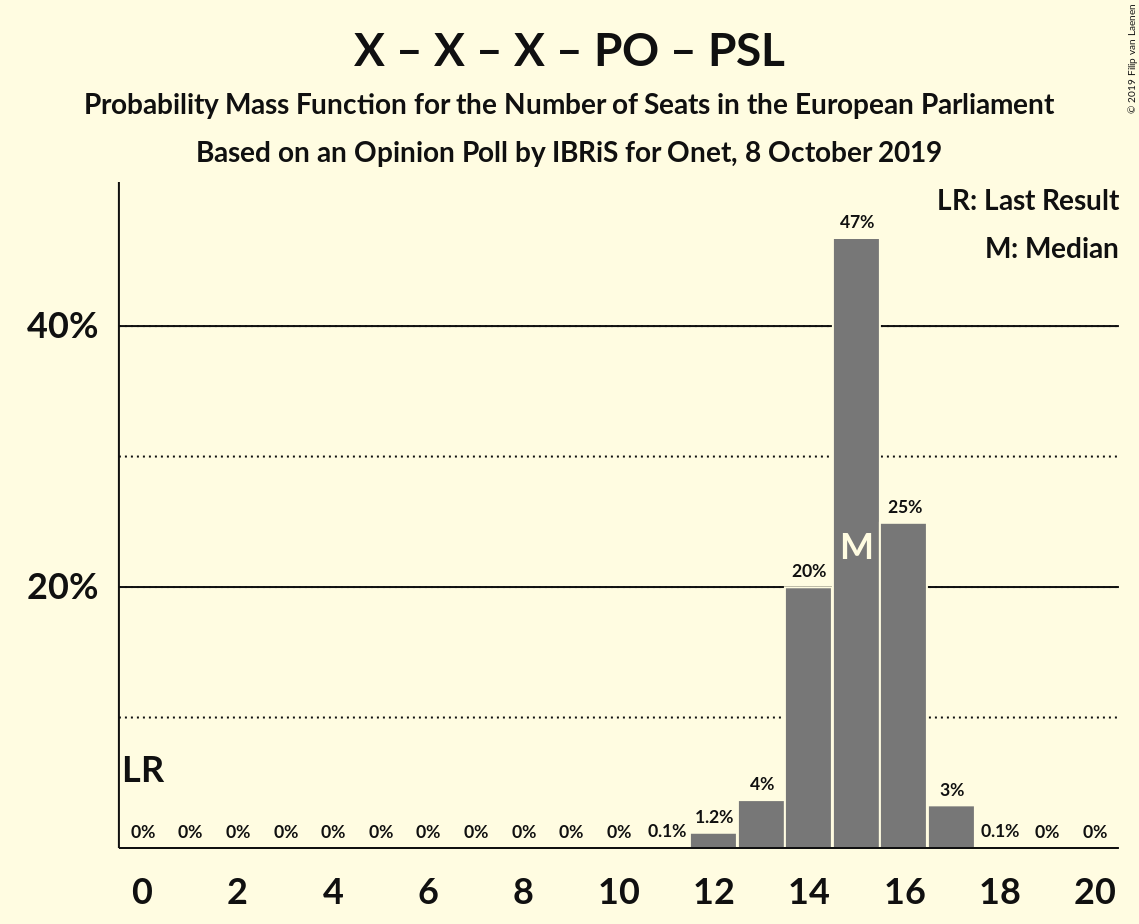 X – X – X – PO – PSL
Probability Mass Function for the Number of Seats in the European Parliament
Based on an Opinion Poll by IBRiS for Onet, 8 October 2019
© 2019 Filip van Laenen
LR: Last Result
M: Median
47%
40%
25%
M
20%
20%
LR
4%
3%
1.2%
0% 0% 0% 0% 0% 0% 0% 0% 0% 0% 0% 0.1% 0.1% 0% 0%
0 2 4 6 8 10 12 14 16 18 20